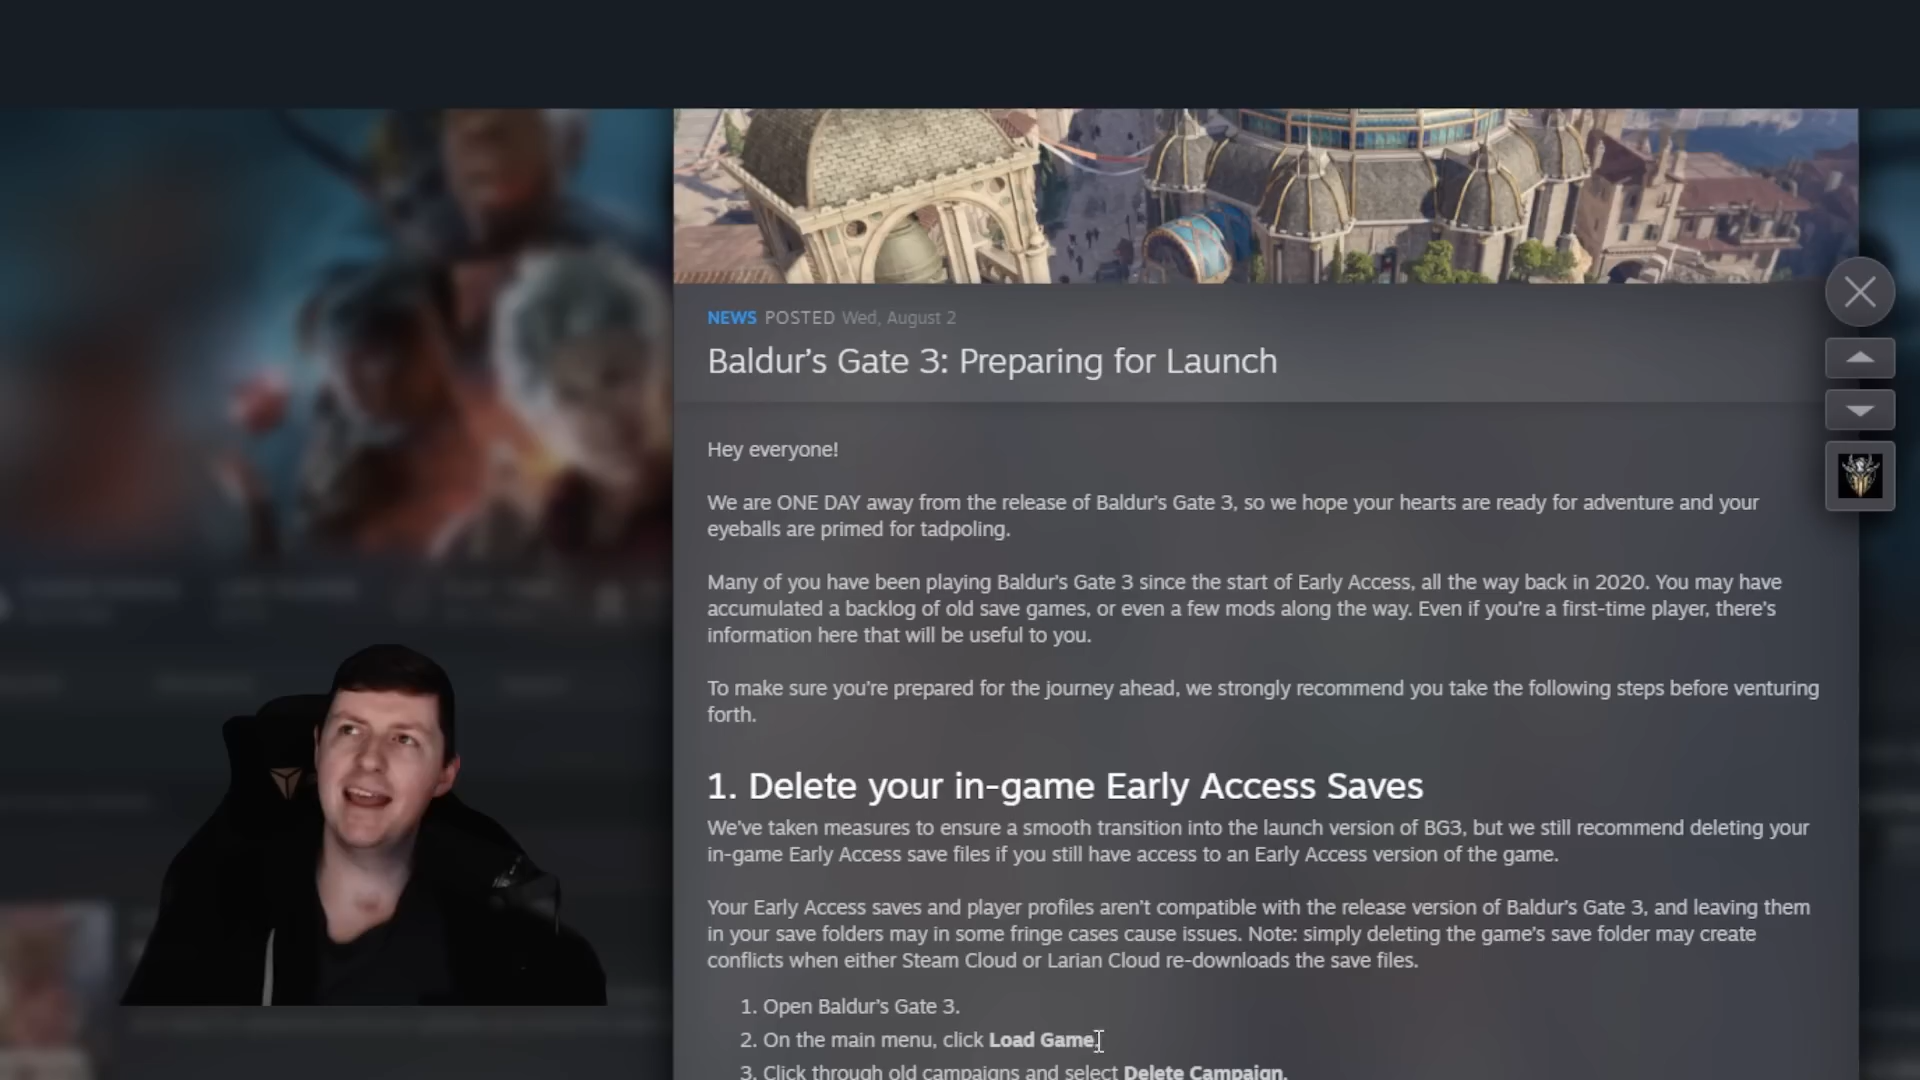 NEWS POSTED Wed, August 2
Baldur's Gate 3: Preparing for Launch
Hey everyone!
We are ONE DAY away from the release of Baldur's Gate 3, so we hope your hearts are ready for adventure and your
eyeballs are primed for tadpoling.
Many of you have been playing Baldur's Gate 3 since the start of Early Access, all the way back in 2020. You may have
accumulated a backlog of old save games, or even a few mods along the way. Even if you're a first-time player, there's
information here that will be useful to you.
To make sure you're prepared for the journey ahead, we strongly recommend you take the following steps before venturing
forth.
1. Delete your in-game Early Access Saves
We've taken measures to ensure a smooth transition into the launch version of BG3, but we still recommend deleting your
in-game Early Access save files if you still have access to an Early Access version of the game.
Your Early Access saves and player profiles aren't compatible with the release version of Baldur's Gate 3, and leaving them
in your save folders may in some fringe cases cause issues. Note: simply deleting the game's save folder may create
conflicts when either Steam Cloud or Larian Cloud re-downloads the save files.
1. Open Baldur's Gate 3.
2. On the main menu, click Load Game.
3. Click through old campaigns and select Delete Campaign.